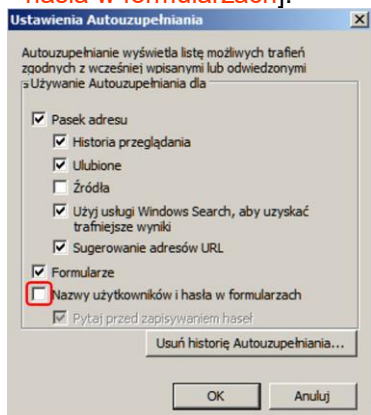 hasła w formularzach].
Ustawienia Autouzupełniania
Autouzupełnianie wyświetla listę możliwych trafień
zgodnych z wcześniej wpisanymi lub odwiedzonymi
Używanie Autouzupełniania dla
Pasek adresu
Historia przeglądania
Ulubione
Źródła
Użyj usługi Windows Search, aby uzyskać
trafniejsze wyniki
Sugerowanie adresów URL
Formularze
Nazwy użytkowników i hasła w formularzach
Pytaj przed zapisywaniem haseł
Usuń historię Autouzupełniania...
OK
Anuluj